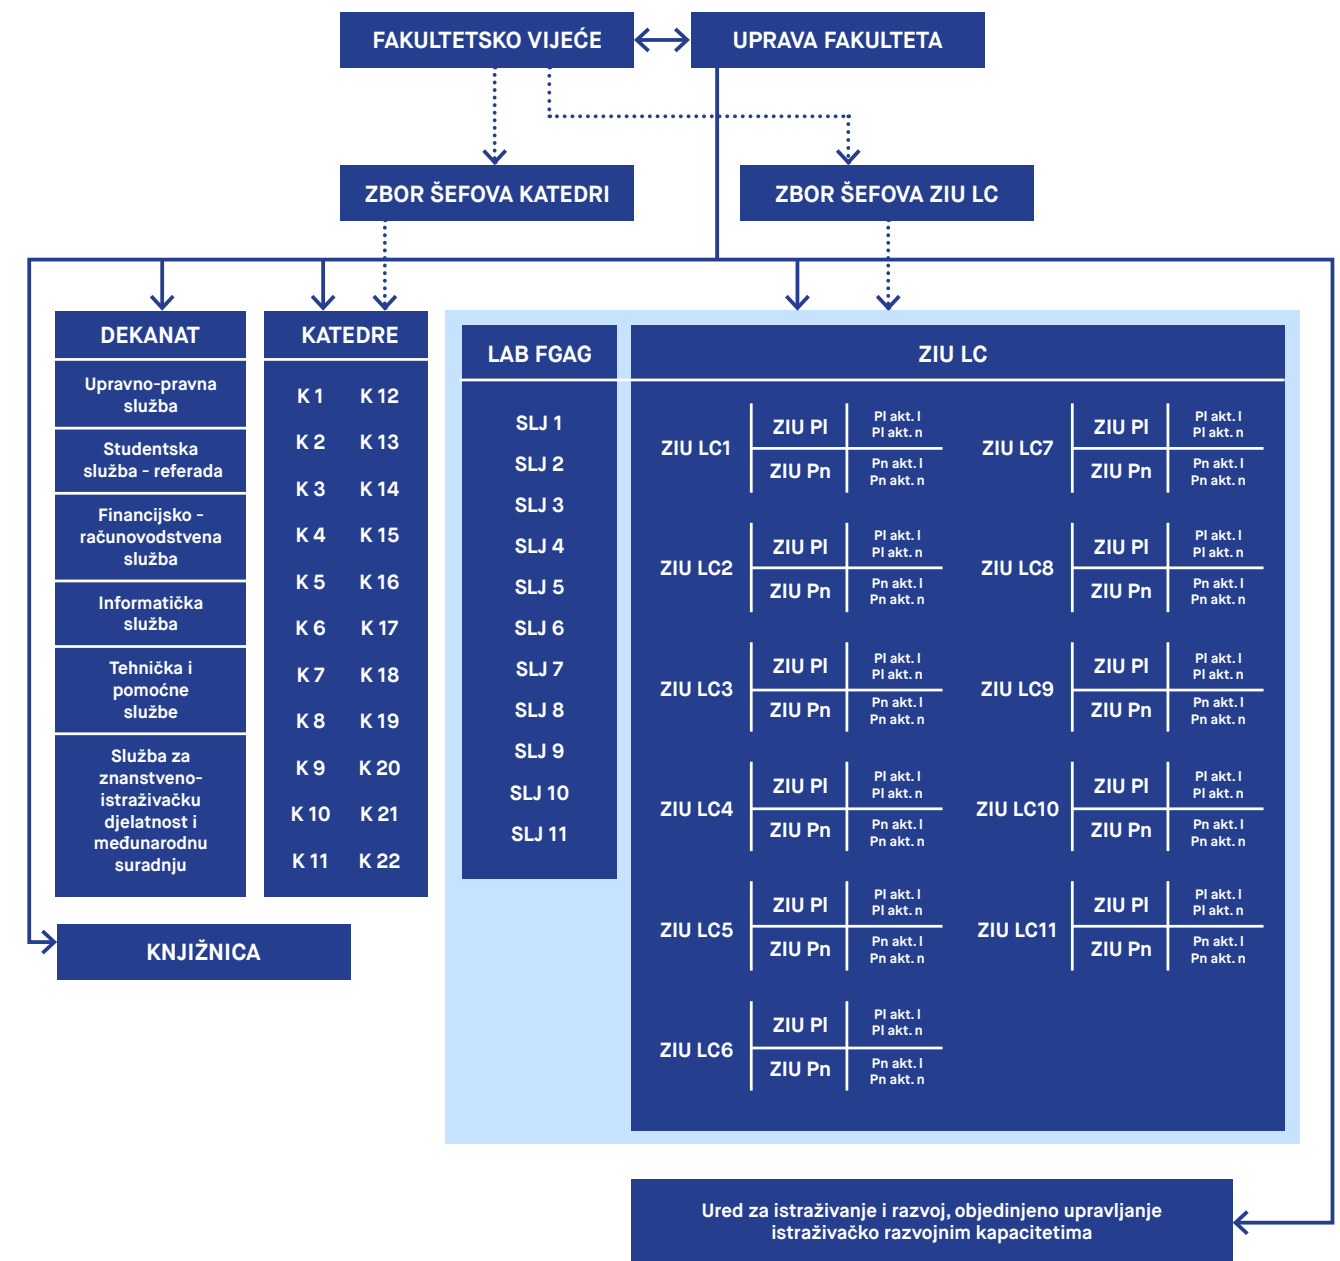 FAKULTETSKO VIJEĆE
UPRAVA FAKULTETA
ZBOR ŠEFOVA KATEDRI
ZBOR ŠEFOVA ZIU LC
DEKANAT
Upravno-pravna
služba
Studentska
služba - referada
Financijsko -
računovodstvena
služba
Informatička
služba
Tehnička i
pomoćne
službe
Služba za
znanstveno-
istraživačku
djelatnost i
međunarodnu
suradnju
KATEDRE
K 1 K 12
K 2 K 13
K 3 K 14
K 4 K 15
K 5 K 16
K 6 K 17
K 7 K 18
K 8 K 19
K 9 K 20
K 10 K 21
K 11 K 22
KNJIŽNICA
LAB FGAG
SLJ 1
SLJ 2
SLJ 3
SLJ 4
SLJ 5
SLJ 6
SLJ 7
SLJ 8
SLJ 9
SLJ 10
SLJ 11
ZIU LC
ZIU LC1
ZIU Pl
Pl akt. l
Pl akt. n
ZIU Pn
Pn akt. l
Pn akt. n
ZIU LC2
ZIU Pl
Pl akt. l
Pl akt. n
ZIU Pn
Pn akt. l
Pn akt. n
ZIU LC3
ZIU Pl
Pl akt. l
Pl akt. n
ZIU Pn
Pn akt. l
Pn akt. n
ZIU LC4
ZIU Pl
Pl akt. l
Pl akt. n
ZIU Pn
Pn akt. l
Pn akt. n
ZIU LC5
ZIU Pl
Pl akt. l
Pl akt. n
ZIU Pn
Pn akt. l
Pn akt. n
ZIU LC6
ZIU Pl
Pl akt. l
Pl akt. n
ZIU Pn
Pn akt. l
Pn akt. n
ZIU LC7
ZIU Pl
Pl akt. l
Pl akt. n
ZIU Pn
Pn akt. l
Pn akt. n
ZIU LC8
ZIU Pl
Pl akt. l
Pl akt. n
ZIU Pn
Pn akt. l
Pn akt. n
ZIU LC9
ZIU Pl
Pl akt. l
Pl akt. n
ZIU Pn
Pn akt. l
Pn akt. n
ZIU LC10
ZIU Pl
Pl akt. l
Pl akt. n
ZIU Pn
Pn akt. l
Pn akt. n
ZIU LC11
ZIU Pl
Pl akt. l
Pl akt. n
ZIU Pn
Pn akt. l
Pn akt. n
Ured za istraživanje i razvoj, objedinjeno upravljanje
istraživačko razvojnim kapacitetima